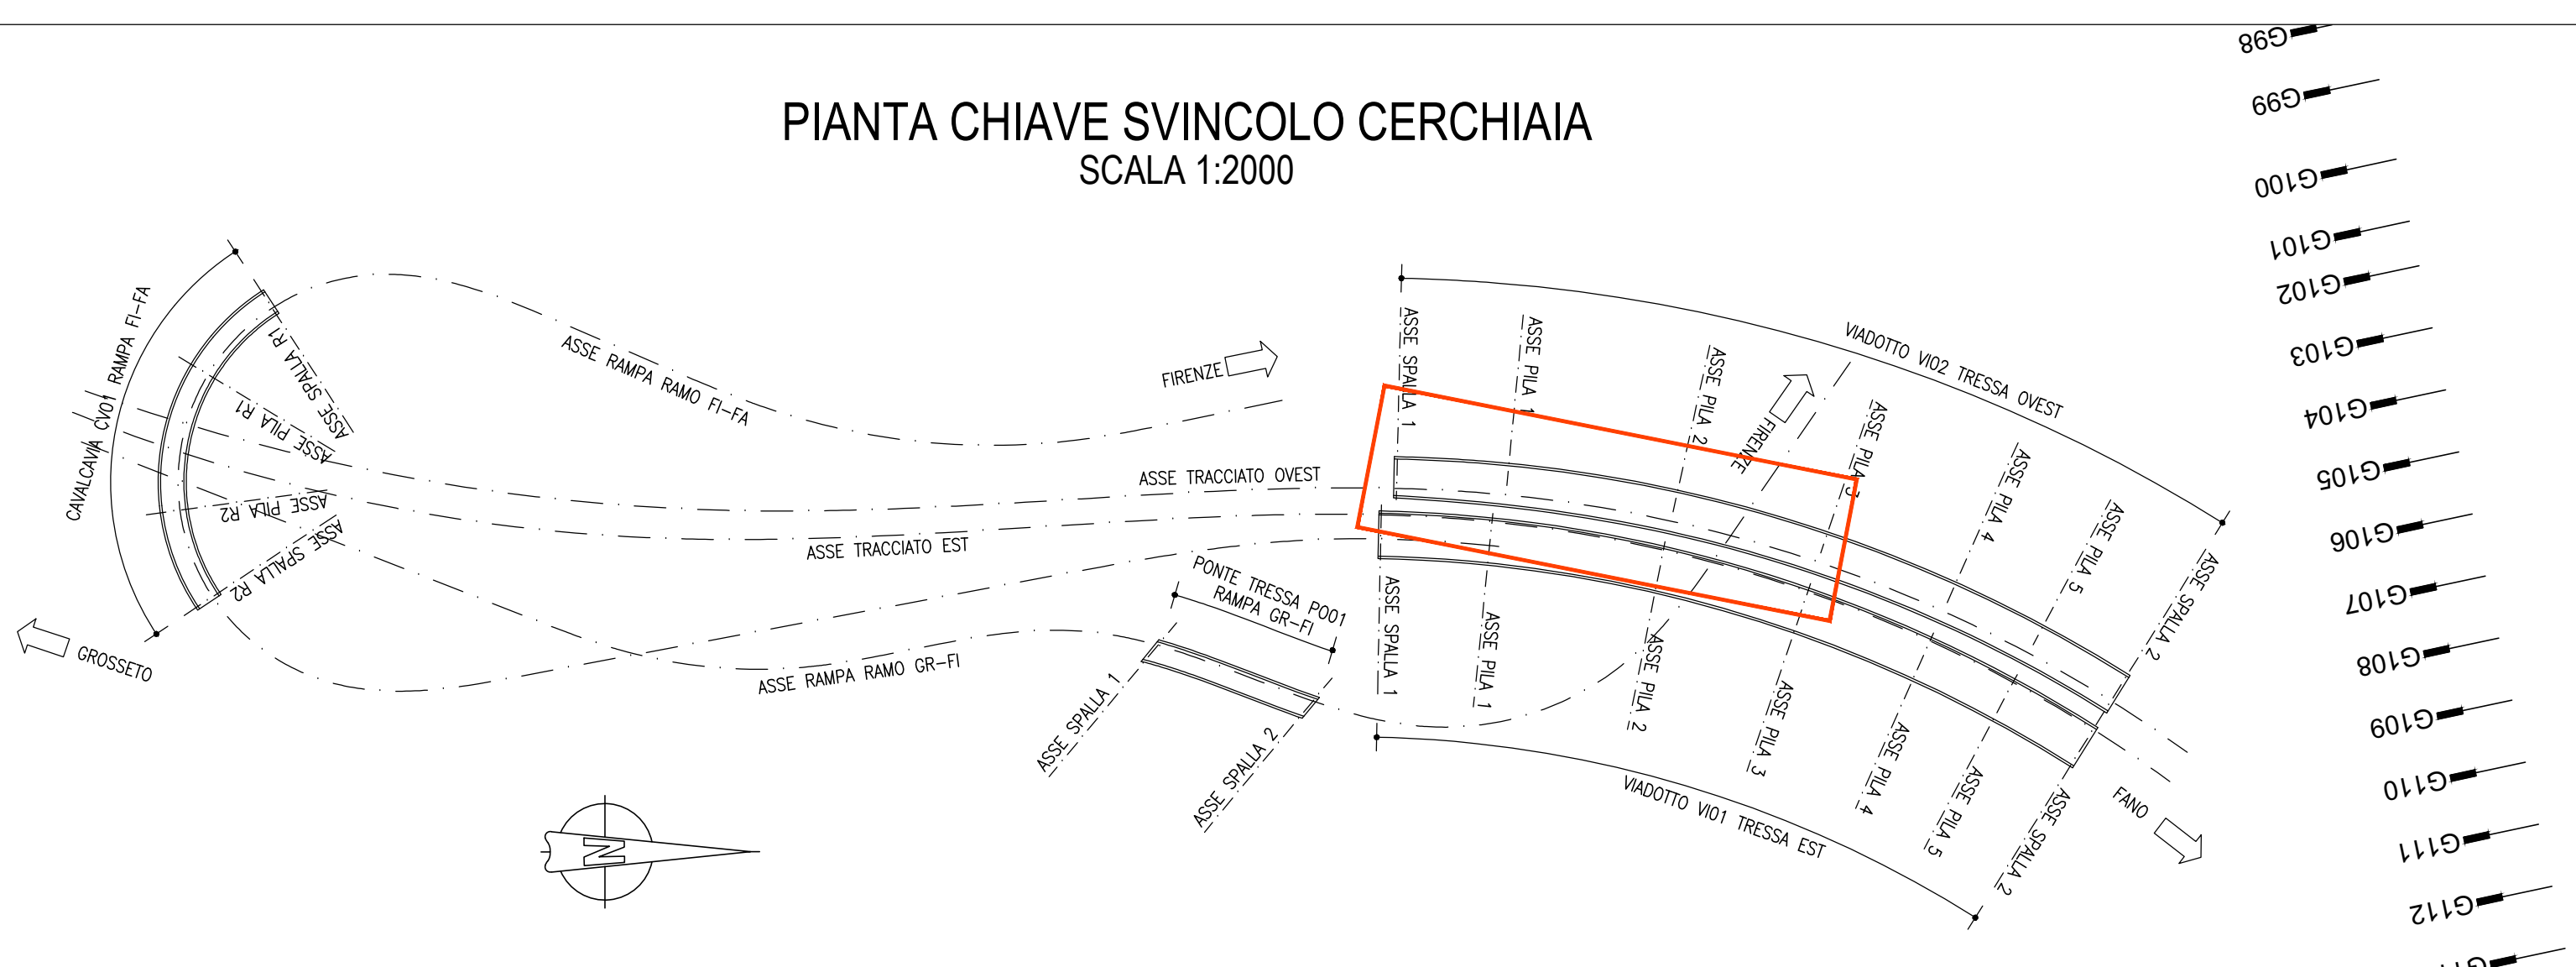 PIANTA CHIAVE SVINCOLO CERCHIAIA
SCALA 1:2000
CAVALCAVIA CV01 RAMPA FI-FA
ASSE SPALLA R1
ASSE PILA R1
ASSE PILA R2
ASSE SPALLA R2
GROSSETO
ASSE RAMPA RAMO FI-FA
FIRENZE
ASSE TRACCIATO OVEST
ASSE TRACCIATO EST
ASSE RAMPA RAMO GR-FI
PONTE TRESSA PO01
RAMPA GR-FI
ASSE SPALLA 1
ASSE SPALLA 2
N
VIADOTTO VI02 TRESSA OVEST
ASSE SPALLA 1
ASSE PILA 1
ASSE PILA 2
FIRENZE
ASSE PILA 3
ASSE PILA 4
ASSE PILA 5
ASSE SPALLA 2
ASSE SPALLA 1
ASSE PILA 1
ASSE PILA 2
ASSE PILA 3
ASSE PILA 4
ASSE PILA 5
ASSE SPALLA 2
VIADOTTO VI01 TRESSA EST
FANO
G98
G99
G100
G101
G102
G103
G104
G105
G106
G107
G108
G109
G110
G111
G112